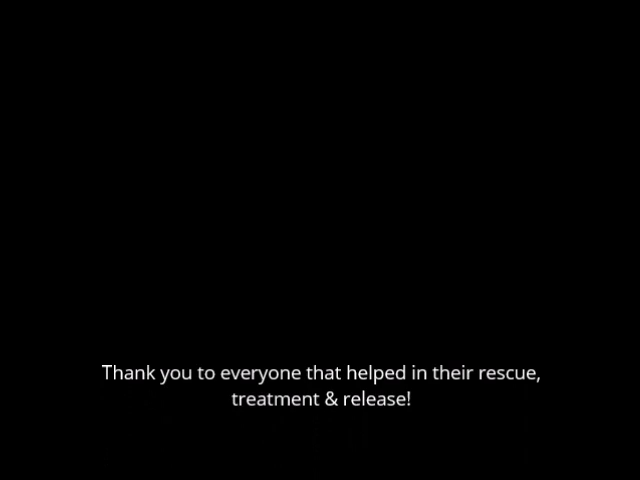 Thank you to everyone that helped in their rescue,
treatment & release!